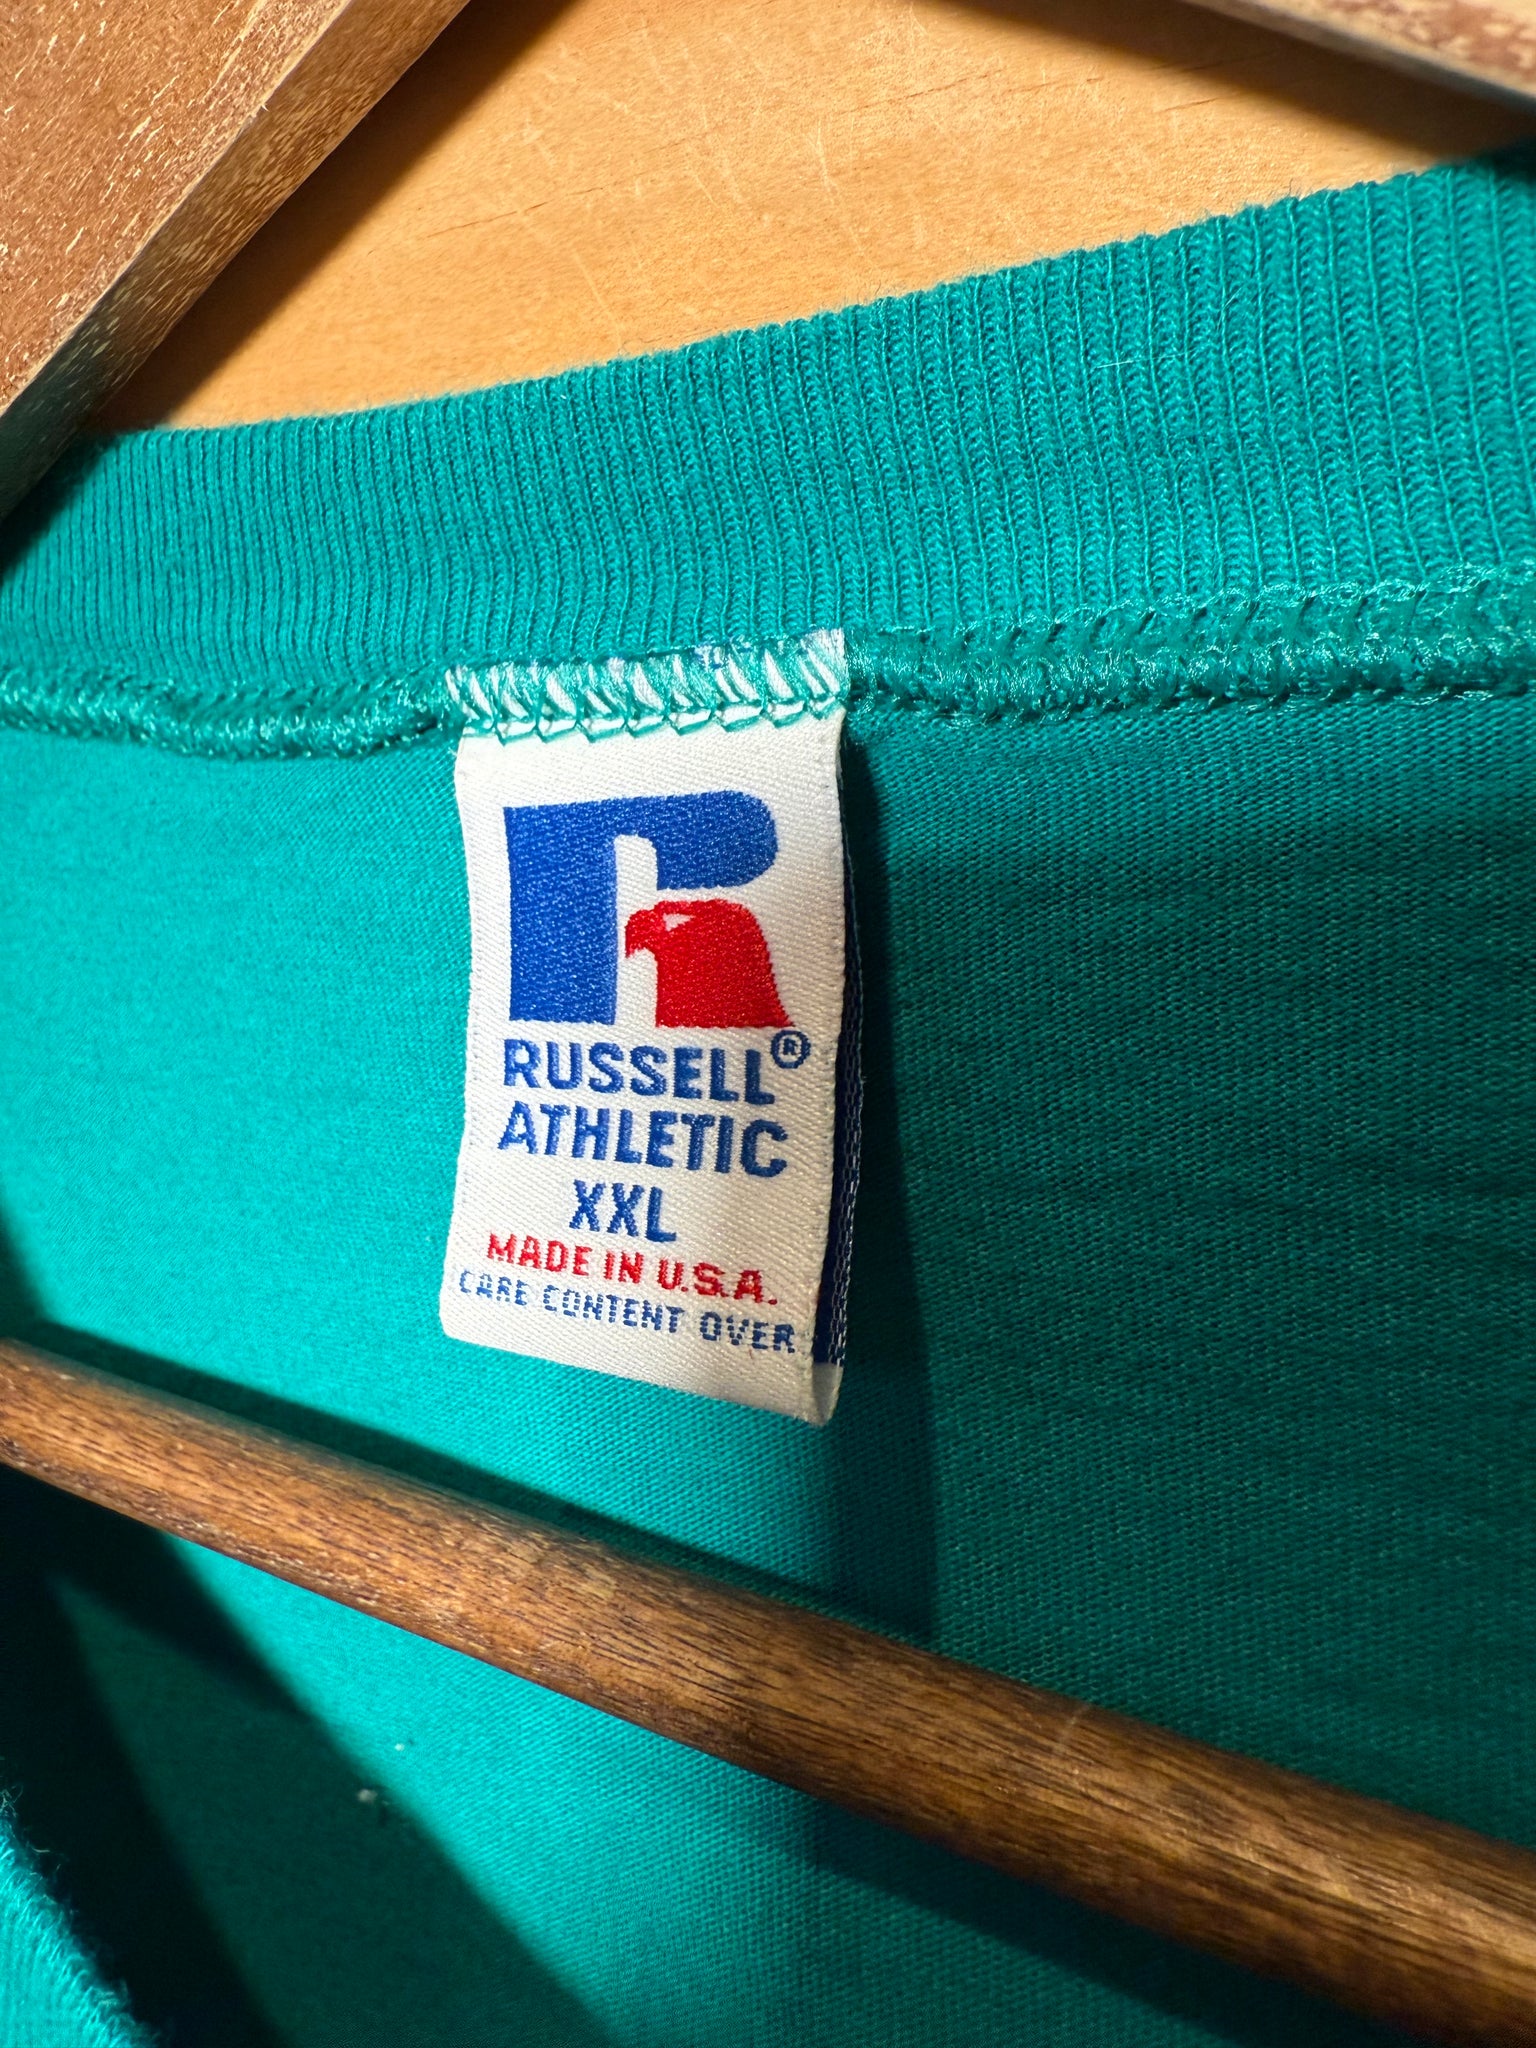 R
RUSSELL®
ATHLETIC
XXL
MADE IN U.S.A.
CARE CONTENT OVER